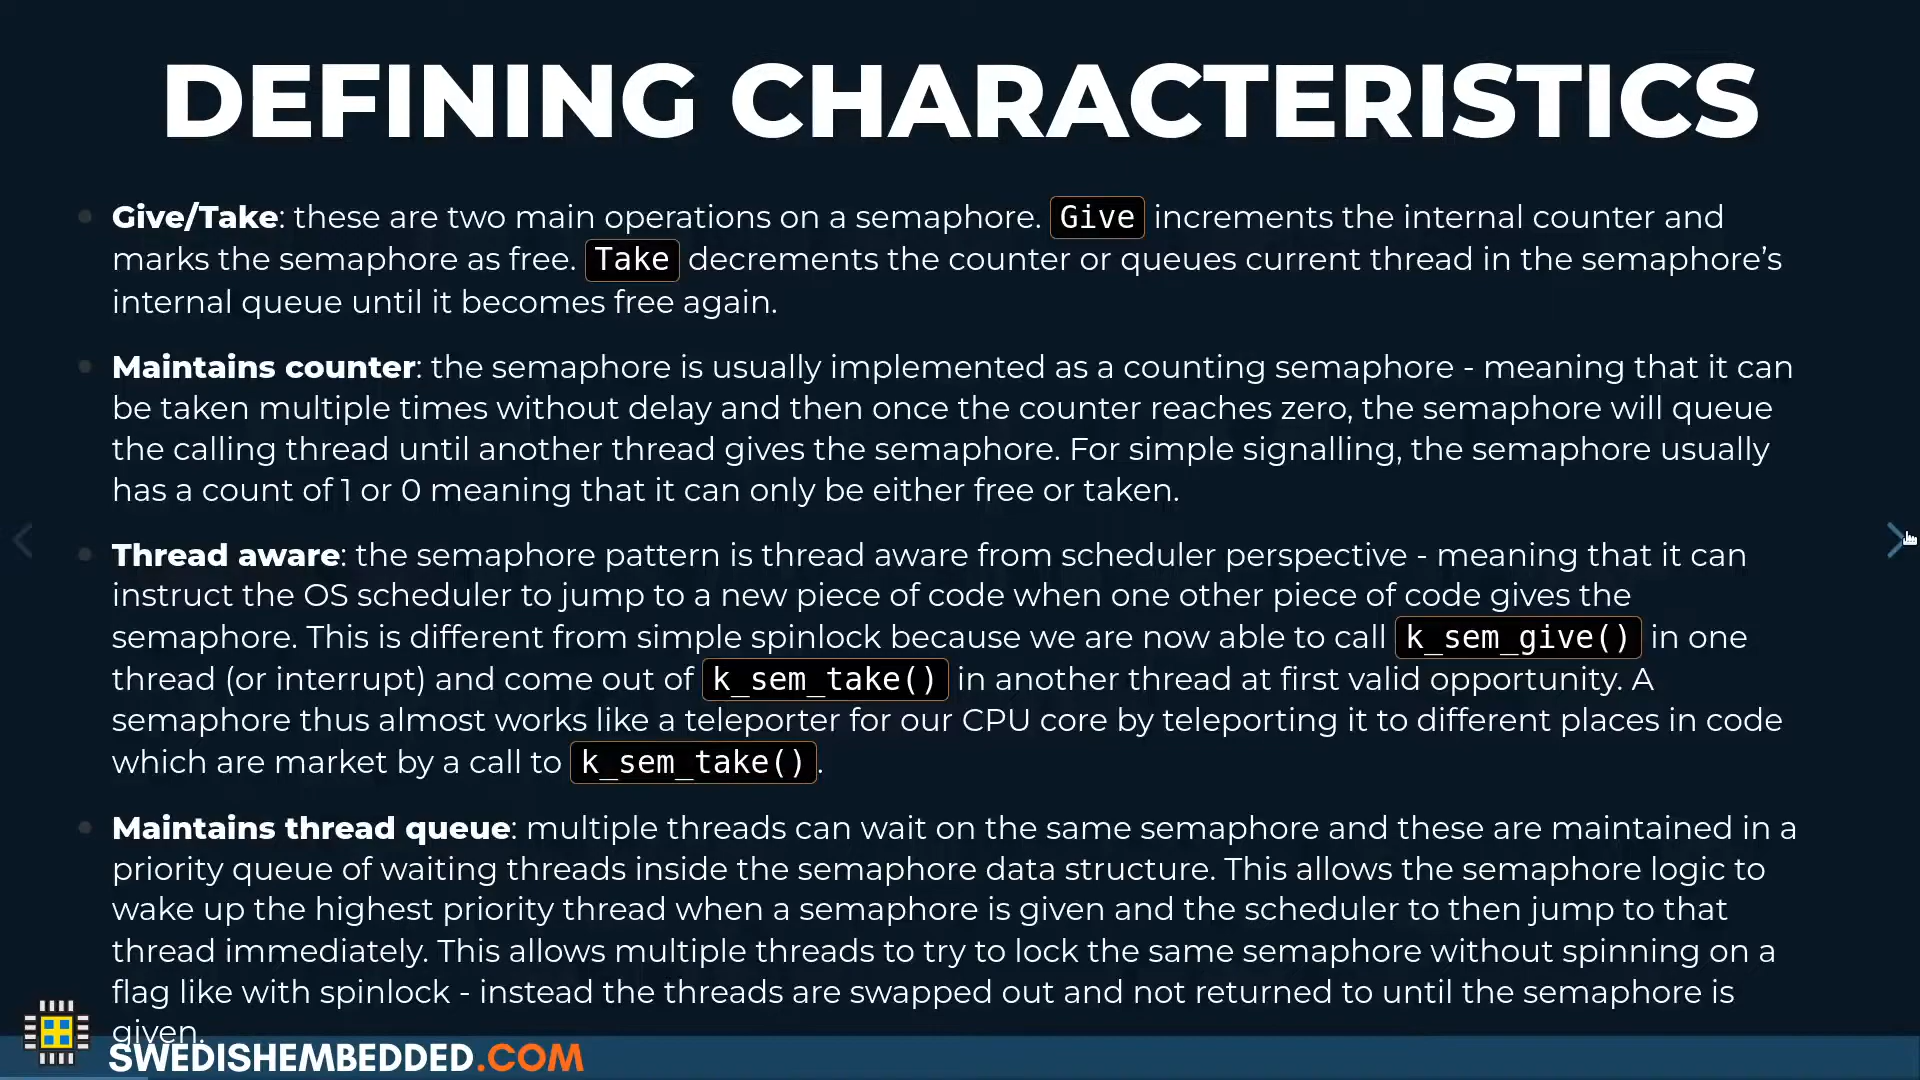 DEFINING CHARACTERISTICS
Give/Take: these are two main operations on a semaphore. Give increments the internal counter and
marks the semaphore as free. Take decrements the counter or queues current thread in the semaphore’s
internal queue until it becomes free again.
Maintains counter: the semaphore is usually implemented as a counting semaphore - meaning that it can
be taken multiple times without delay and then once the counter reaches zero, the semaphore will queue
the calling thread until another thread gives the semaphore. For simple signalling, the semaphore usually
has a count of 1 or 0 meaning that it can only be either free or taken.
Thread aware: the semaphore pattern is thread aware from scheduler perspective - meaning that it can
instruct the OS scheduler to jump to a new piece of code when one other piece of code gives the
semaphore. This is different from simple spinlock because we are now able to call k_sem_give() in one
thread (or interrupt) and come out of k_sem_take() in another thread at first valid opportunity. A
semaphore thus almost works like a teleporter for our CPU core by teleporting it to different places in code
which are market by a call to k_sem_take().
Maintains thread queue: multiple threads can wait on the same semaphore and these are maintained in a
priority queue of waiting threads inside the semaphore data structure. This allows the semaphore logic to
wake up the highest priority thread when a semaphore is given and the scheduler to then jump to that
thread immediately. This allows multiple threads to try to lock the same semaphore without spinning on a
flag like with spinlock - instead the threads are swapped out and not returned to until the semaphore is
given.
SWEDISHEMBEDDED.COM